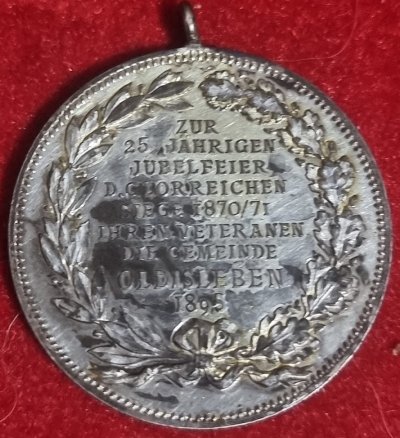 ZUR
25 JÄHRIGEN
JUBELFEIER
D. GLORREICHEN
SIEGE 1870/71
IHREN VETERANEN
DIE GEMEINDE
OLDISLEBEN
1895